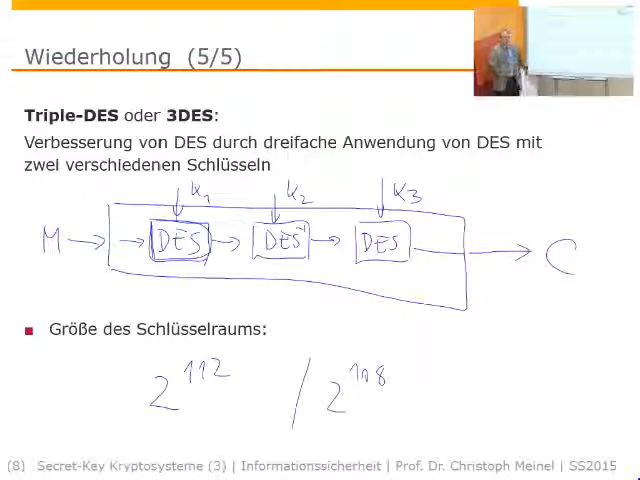 Wiederholung (5/5)
Triple-DES oder 3DES:
Verbesserung von DES durch dreifache Anwendung von DES mit
zwei verschiedenen Schlüsseln
K1 K2 K3
M DES DES⁻¹ DES C
Größe des Schlüsselraums:
2^112 / 2^108
(8) Secret-Key Kryptosysteme (3) | Informationssicherheit | Prof. Dr. Christoph Meinel | SS2015